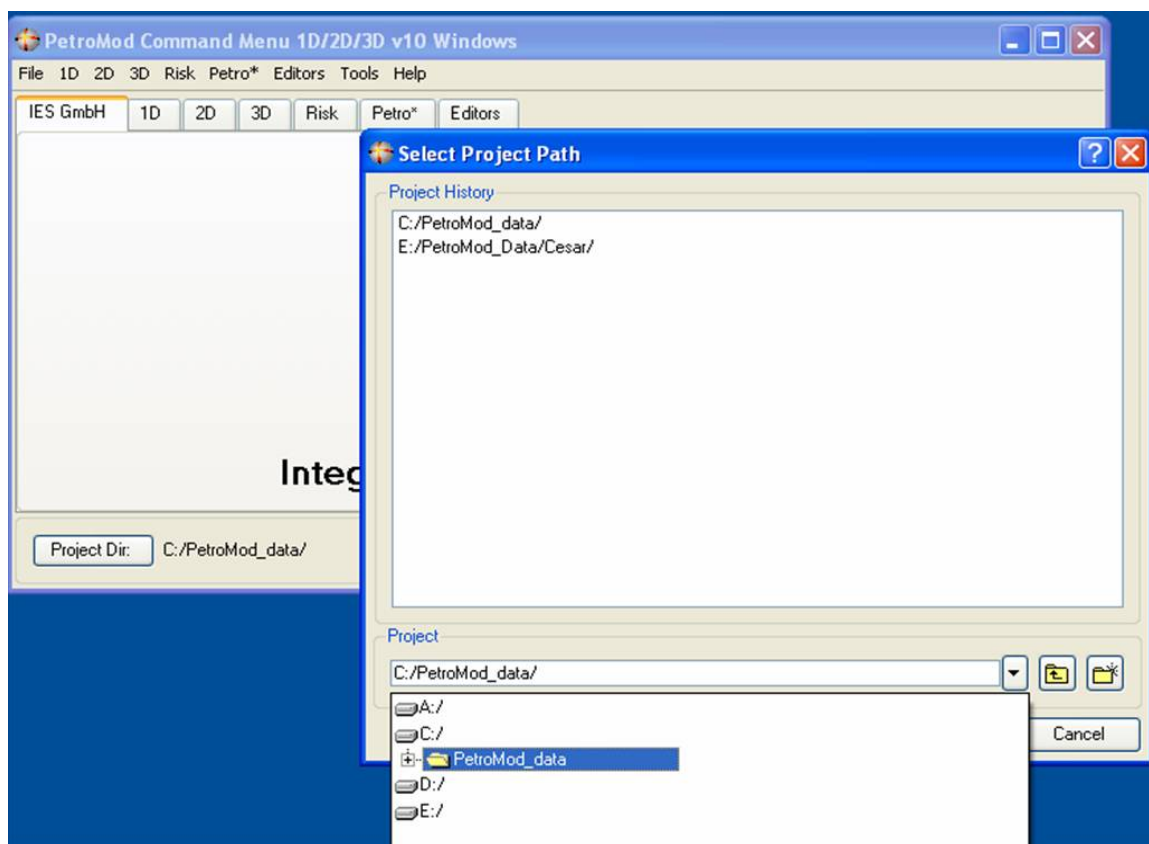 PetroMod Command Menu 1D/2D/3D v10 Windows
File 1D 2D 3D Risk Petro* Editors Tools Help
IES GmbH 1D 2D 3D Risk Petro* Editors
Select Project Path
Project History
C:/PetroMod_data/
E:/PetroMod_Data/Cesar/
Integ
Project Dir: C:/PetroMod_data/
Project
C:/PetroMod_data/
A:/
C:/
Cancel
PetroMod_data
D:/
E:/